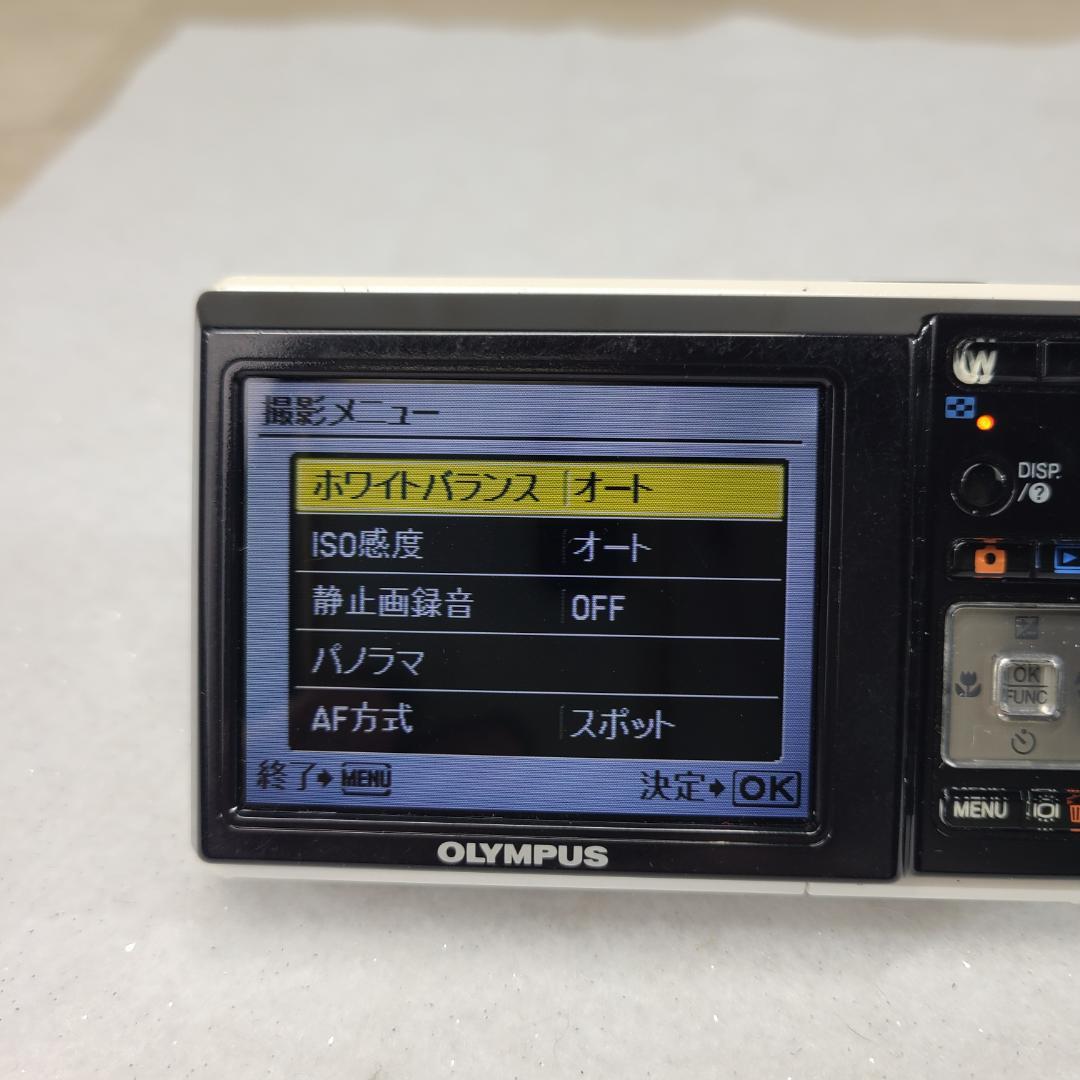 撮影メニュー
ホワイトバランス オート
ISO感度 オート
静止画録音 OFF
パノラマ
AF方式 スポット
終了 MENU
決定 OK
OLYMPUS
W
DISP.
/?
OK
FUNC
MENU